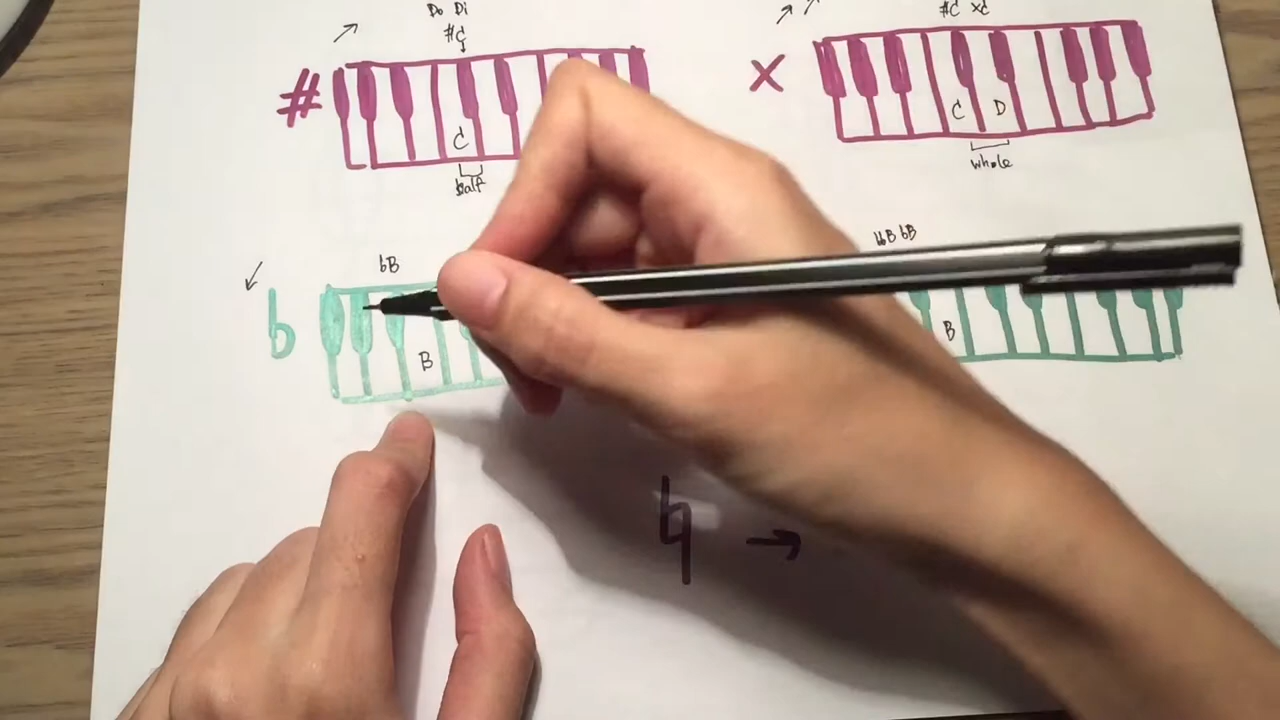 Do Di
#C
#
C
half
#C xC
x
C D
whole
bB
b
B
bbB bB
B
♮ →